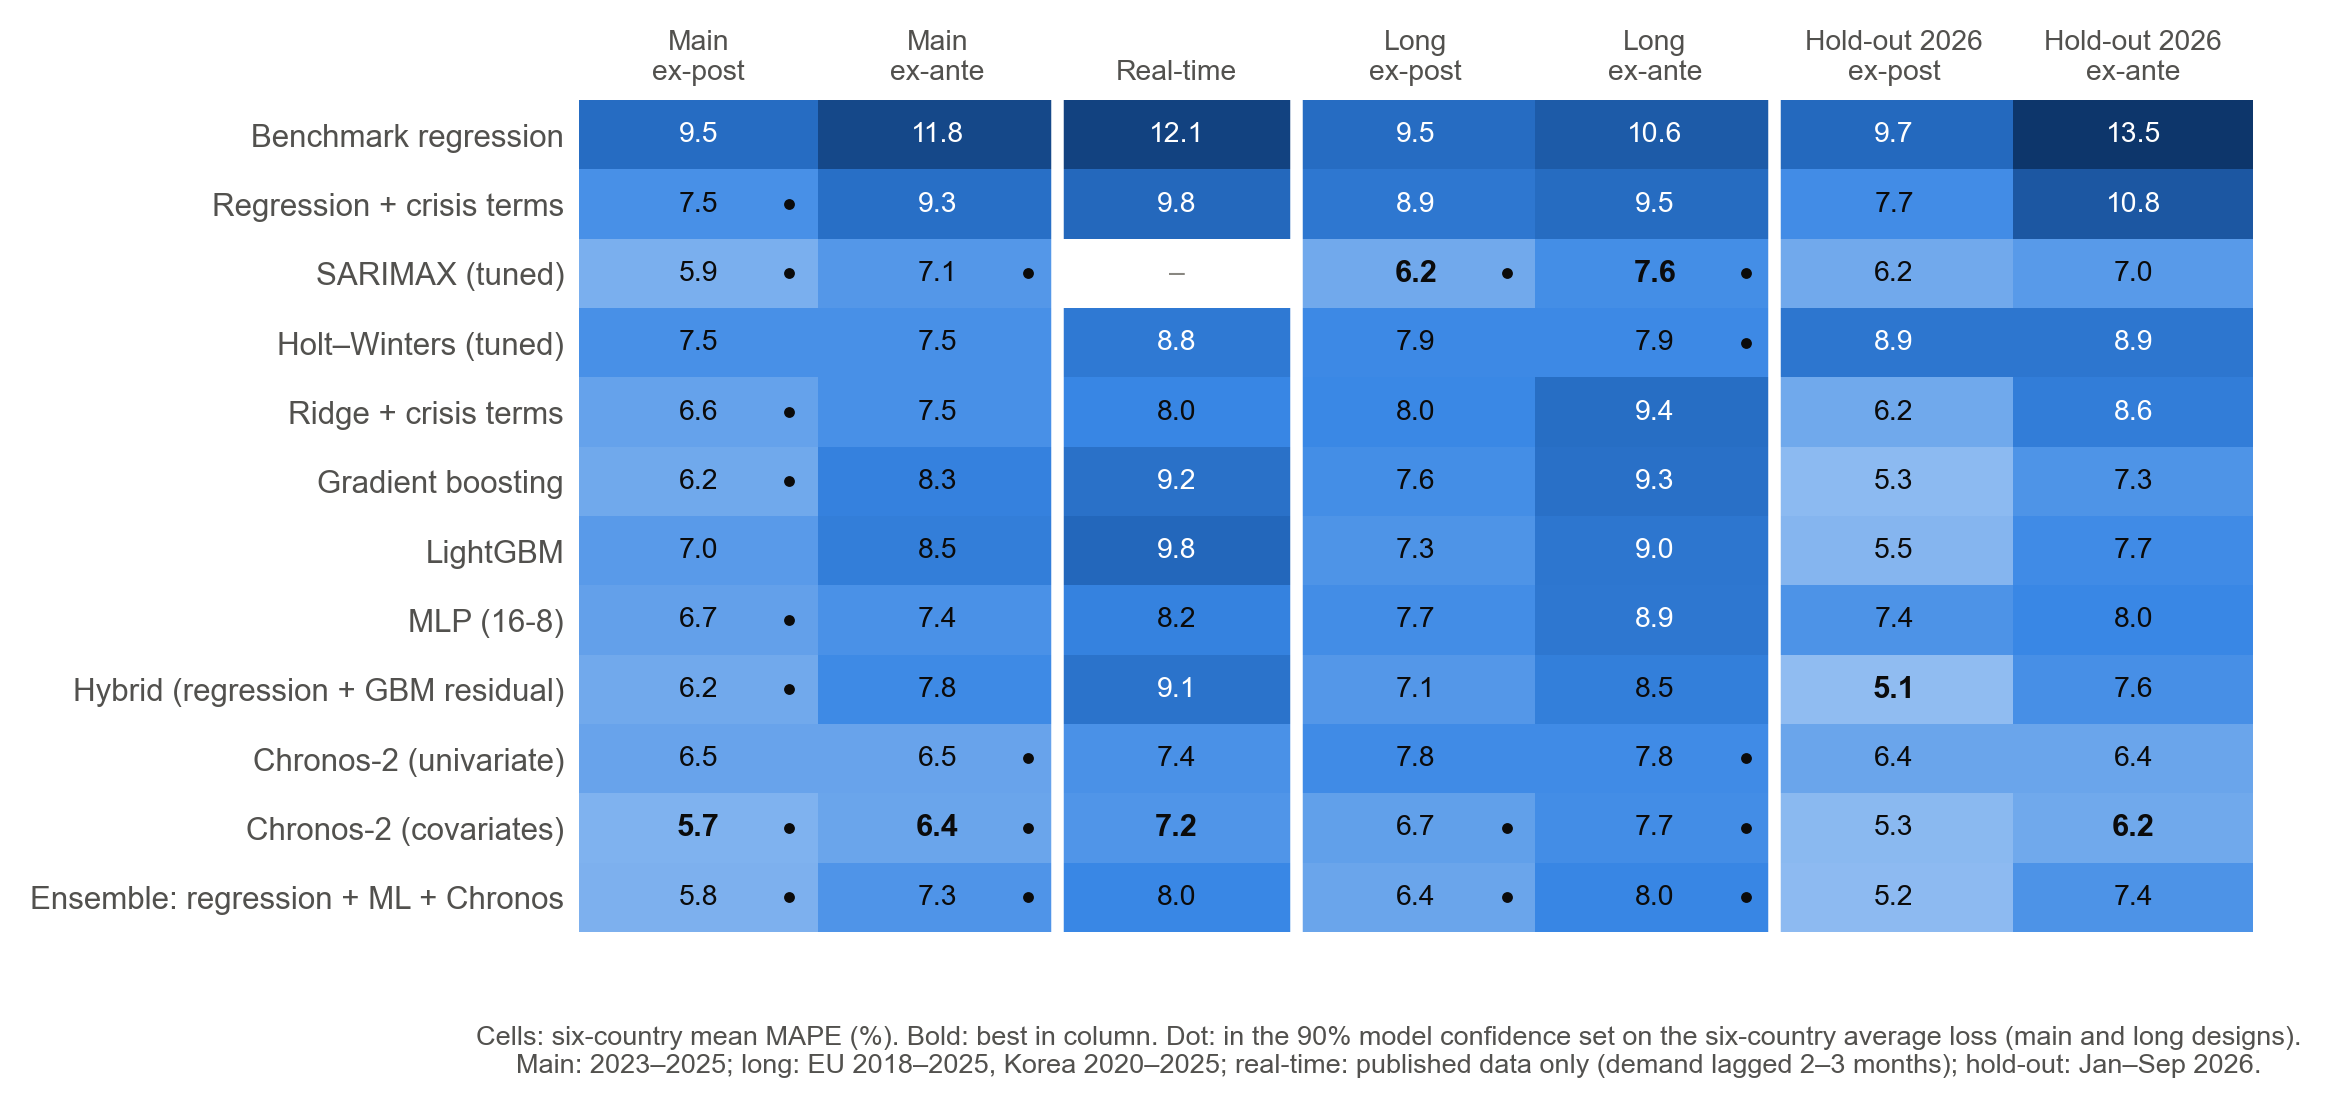 Main ex-post	Main ex-ante	Real-time	Long ex-post	Long ex-ante	Hold-out 2026 ex-post	Hold-out 2026 ex-ante
Benchmark regression	9.5	11.8	12.1	9.5	10.6	9.7	13.5
Regression + crisis terms	7.5 •	9.3	9.8	8.9	9.5	7.7	10.8
SARIMAX (tuned)	5.9 •	7.1 •	–	6.2 •	7.6 •	6.2	7.0
Holt–Winters (tuned)	7.5	7.5	8.8	7.9	7.9 •	8.9	8.9
Ridge + crisis terms	6.6 •	7.5	8.0	8.0	9.4	6.2	8.6
Gradient boosting	6.2 •	8.3	9.2	7.6	9.3	5.3	7.3
LightGBM	7.0	8.5	9.8	7.3	9.0	5.5	7.7
MLP (16-8)	6.7 •	7.4	8.2	7.7	8.9	7.4	8.0
Hybrid (regression + GBM residual)	6.2 •	7.8	9.1	7.1	8.5	5.1	7.6
Chronos-2 (univariate)	6.5	6.5 •	7.4	7.8	7.8 •	6.4	6.4
Chronos-2 (covariates)	5.7 •	6.4 •	7.2	6.7 •	7.7 •	5.3	6.2
Ensemble: regression + ML + Chronos	5.8 •	7.3 •	8.0	6.4 •	8.0 •	5.2	7.4
Cells: six-country mean MAPE (%). Bold: best in column. Dot: in the 90% model confidence set on the six-country average loss (main and long designs).
Main: 2023–2025; long: EU 2018–2025, Korea 2020–2025; real-time: published data only (demand lagged 2–3 months); hold-out: Jan–Sep 2026.